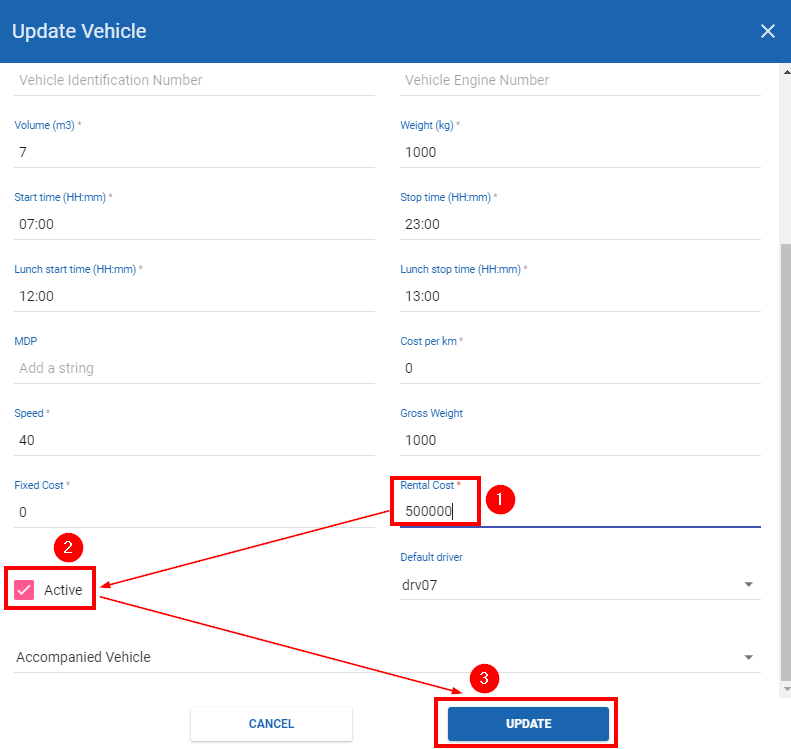 Update Vehicle
Vehicle Identification Number
Vehicle Engine Number
Volume (m3) *
Weight (kg) *
7
1000
Start time (HH:mm) *
Stop time (HH:mm) *
07:00
23:00
Lunch start time (HH:mm) *
Lunch stop time (HH:mm) *
12:00
13:00
MDP
Cost per km *
Add a string
0
Speed *
Gross Weight
40
1000
Fixed Cost *
Rental Cost *
0
500000
1
2
Default driver
Active
drv07
Accompanied Vehicle
3
CANCEL
UPDATE